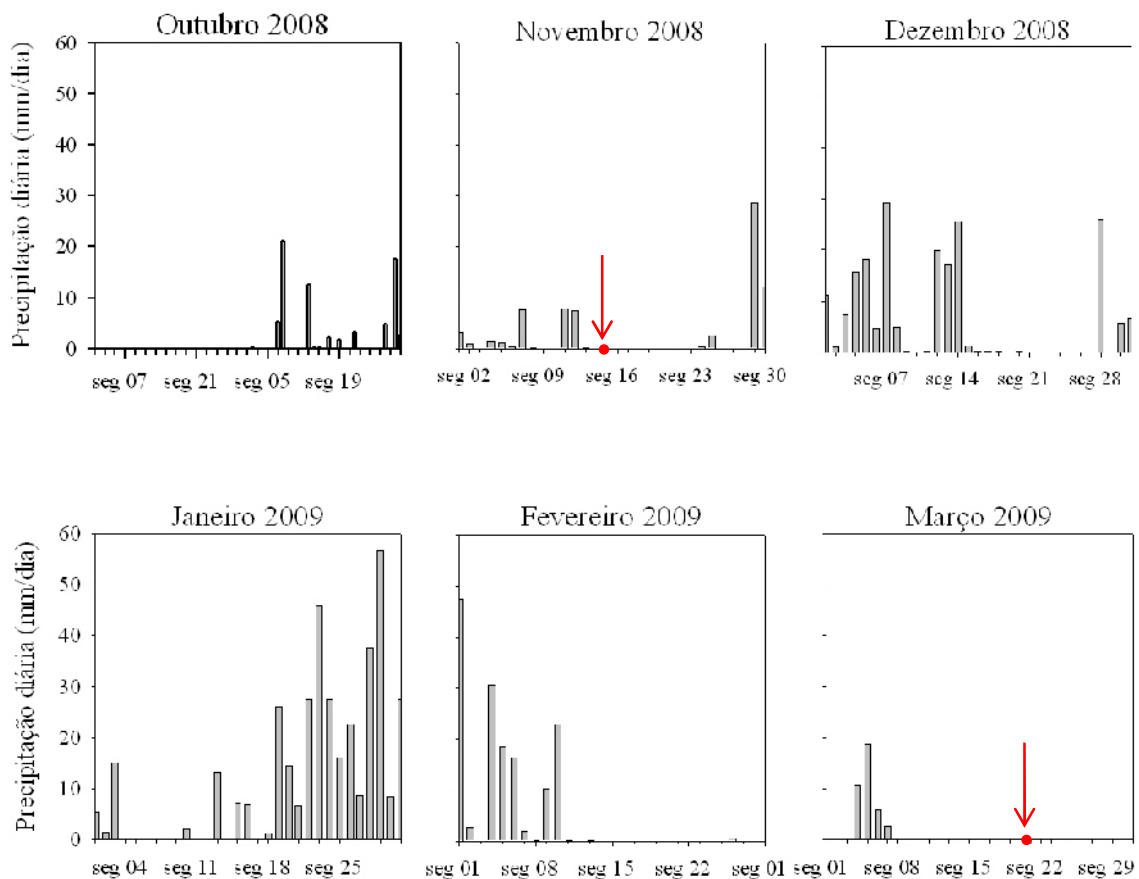 Outubro 2008
Novembro 2008
Dezembro 2008
Precipitação diária (mm/dia)
60
50
40
30
20
10
0
seg 07 seg 21 seg 05 seg 19
seg 02 seg 09 seg 16 seg 23 seg 30
seg 07 seg 14 seg 21 seg 28
Janeiro 2009
Fevereiro 2009
Março 2009
Precipitação diária (mm/dia)
60
50
40
30
20
10
0
seg 04 seg 11 seg 18 seg 25
seg 01 seg 08 seg 15 seg 22 seg 01
seg 01 seg 08 seg 15 seg 22 seg 29